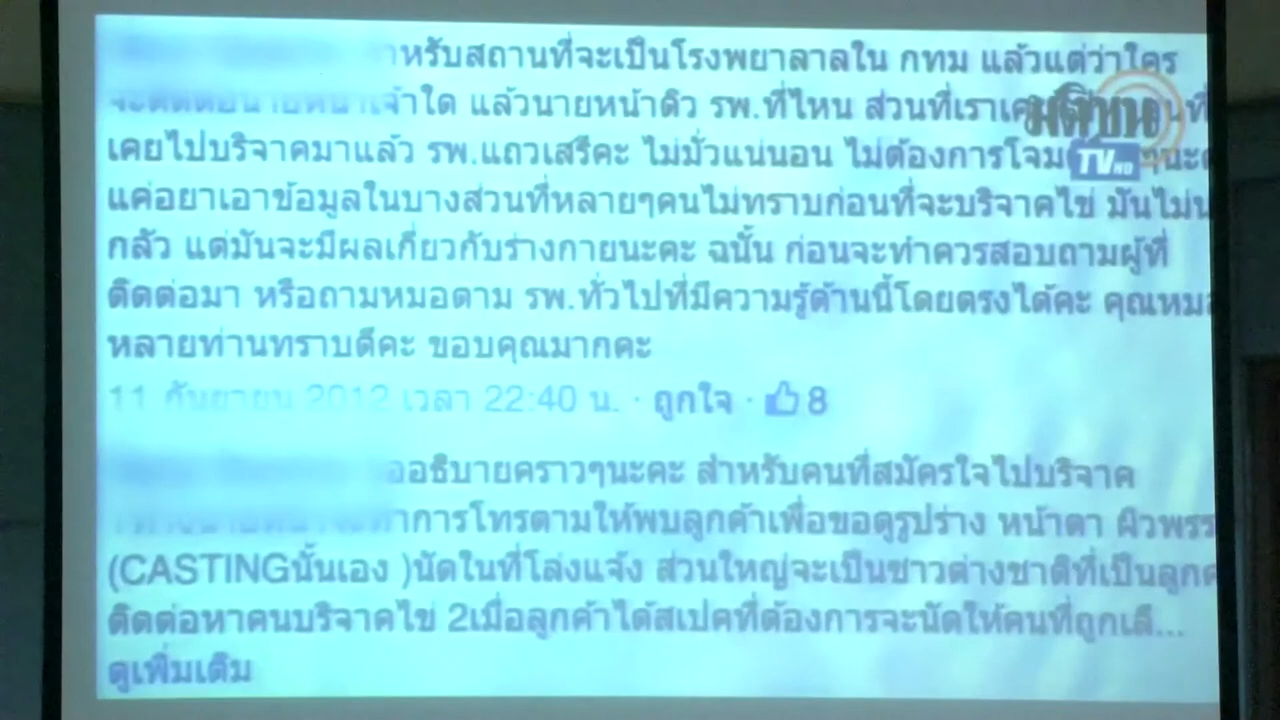 หรับสถานที่จะเป็นโรงพยาลาลใน กทม แล้วแต่ว่าใคร
เจ้าใด แล้วนายหน้าดิว รพ.ที่ไหน ส่วนที่เราเคย
เคยไปบริจาคมาแล้ว รพ.แถวเสรีคะ ไม่มั่วแน่นอน ไม่ต้องการโจม
แค่อยาเอาข้อมูลในบางส่วนที่หลายๆคนไม่ทราบก่อนที่จะบริจาคไข่ มันไม่น
กลัว แต่มันจะมีผลเกี่ยวกับร่างกายนะคะ ฉนั้น ก่อนจะทำควรสอบถามผู้ที่
ติดต่อมา หรือถามหมอตาม รพ.ทั่วไปที่มีความรู้ด้านนี้โดยตรงได้คะ คุณหมอ
หลายท่านทราบดีคะ ขอบคุณมากคะ
11 กันยายน 2012 เวลา 22:40 น. · ถูกใจ · 8
ออธิบายคราวๆนะคะ สำหรับคนที่สมัครใจไปบริจาค
การโทรตามให้พบลูกค้าเพื่อขอดูรูปร่าง หน้าตา ผิวพรร
(CASTINGนั้นเอง )นัดในที่โล่งแจ้ง ส่วนใหญ่จะเป็นชาวต่างชาติที่เป็นลูกค
ติดต่อหาคนบริจาคไข่ 2เมื่อลูกค้าได้สเปคที่ต้องการจะนัดให้คนที่ถูกเลื...
ดูเพิ่มเติม
มติชน
TV HD